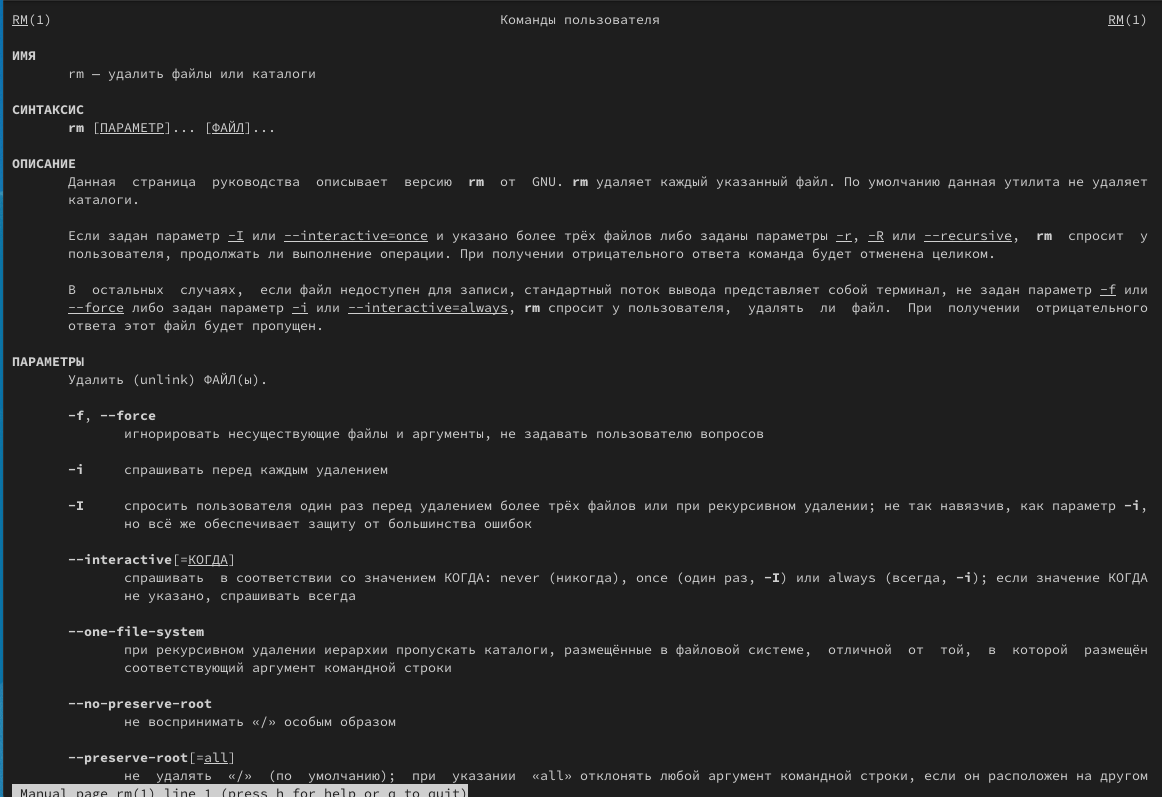 RM(1) Команды пользователя RM(1)
ИМЯ
rm — удалить файлы или каталоги
СИНТАКСИС
rm [ПАРАМЕТР]... [ФАЙЛ]...
ОПИСАНИЕ
Данная страница руководства описывает версию rm от GNU. rm удаляет каждый указанный файл. По умолчанию данная утилита не удаляет
каталоги.
Если задан параметр -I или --interactive=once и указано более трёх файлов либо заданы параметры -r, -R или --recursive, rm спросит у
пользователя, продолжать ли выполнение операции. При получении отрицательного ответа команда будет отменена целиком.
В остальных случаях, если файл недоступен для записи, стандартный поток вывода представляет собой терминал, не задан параметр -f или
--force либо задан параметр -i или --interactive=always, rm спросит у пользователя, удалять ли файл. При получении отрицательного
ответа этот файл будет пропущен.
ПАРАМЕТРЫ
Удалить (unlink) ФАЙЛ(ы).
-f, --force
игнорировать несуществующие файлы и аргументы, не задавать пользователю вопросов
-i спрашивать перед каждым удалением
-I спросить пользователя один раз перед удалением более трёх файлов или при рекурсивном удалении; не так навязчив, как параметр -i,
но всё же обеспечивает защиту от большинства ошибок
--interactive[=КОГДА]
спрашивать в соответствии со значением КОГДА: never (никогда), once (один раз, -I) или always (всегда, -i); если значение КОГДА
не указано, спрашивать всегда
--one-file-system
при рекурсивном удалении иерархии пропускать каталоги, размещённые в файловой системе, отличной от той, в которой размещён
соответствующий аргумент командной строки
--no-preserve-root
не воспринимать «/» особым образом
--preserve-root[=all]
не удалять «/» (по умолчанию); при указании «all» отклонять любой аргумент командной строки, если он расположен на другом
Manual page rm(1) line 1 (press h for help or q to quit)